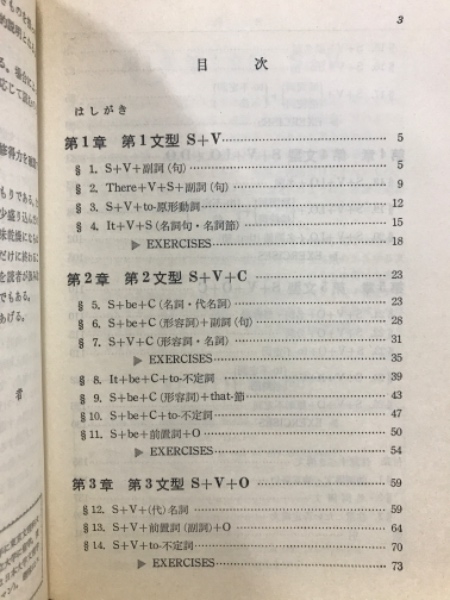 3
目次
はしがき
第1章 第1文型 S+V……5
§ 1. S+V+副詞(句)……5
§ 2. There+V+S+副詞(句)……9
§ 3. S+V+to-原形動詞……12
§ 4. It+V+S(名詞句・名詞節)……15
▶ EXERCISES……18
第2章 第2文型 S+V+C……23
§ 5. S+be+C(名詞・代名詞)……23
§ 6. S+be+C(形容詞)+副詞(句)……28
§ 7. S+V+C(形容詞・名詞)……31
▶ EXERCISES……35
§ 8. It+be+C+to-不定詞……39
§ 9. S+be+C(形容詞)+that-節……43
§10. S+be+C+to-不定詞……47
§11. S+be+前置詞+O……50
▶ EXERCISES……54
第3章 第3文型 S+V+O……59
§12. S+V+(代)名詞……59
§13. S+V+前置詞(副詞)+O……64
§14. S+V+to-不定詞……70
▶ EXERCISES……73